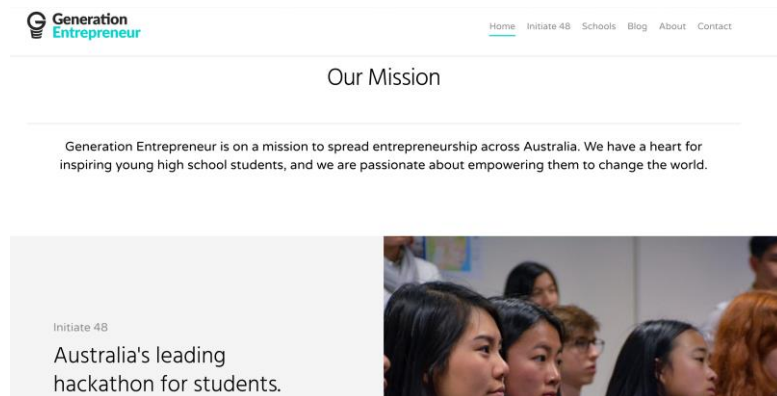 Generation
Entrepreneur
Home Initiate 48 Schools Blog About Contact
Our Mission
Generation Entrepreneur is on a mission to spread entrepreneurship across Australia. We have a heart for
inspiring young high school students, and we are passionate about empowering them to change the world.
Initiate 48
Australia's leading
hackathon for students.